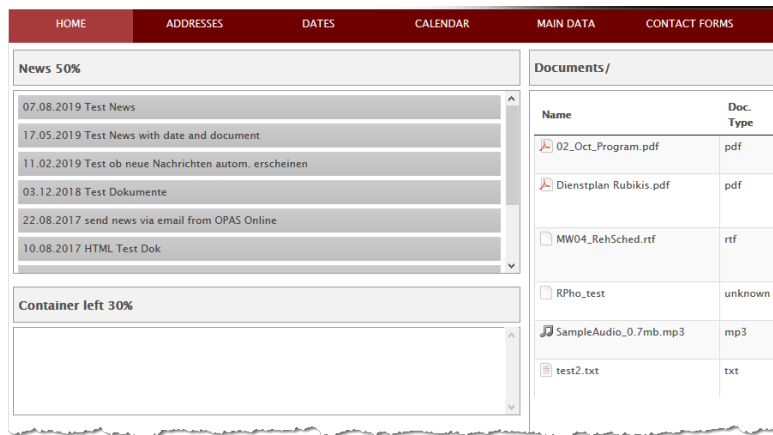 HOME ADDRESSES DATES CALENDAR MAIN DATA CONTACT FORMS
News 50%
07.08.2019 Test News
17.05.2019 Test News with date and document
11.02.2019 Test ob neue Nachrichten autom. erscheinen
03.12.2018 Test Dokumente
22.08.2017 send news via email from OPAS Online
10.08.2017 HTML Test Dok
Container left 30%
Documents/
Name Doc. Type
02_Oct_Program.pdf pdf
Dienstplan Rubikis.pdf pdf
MW04_RehSched.rtf rtf
RPho_test unknown
SampleAudio_0.7mb.mp3 mp3
test2.txt txt